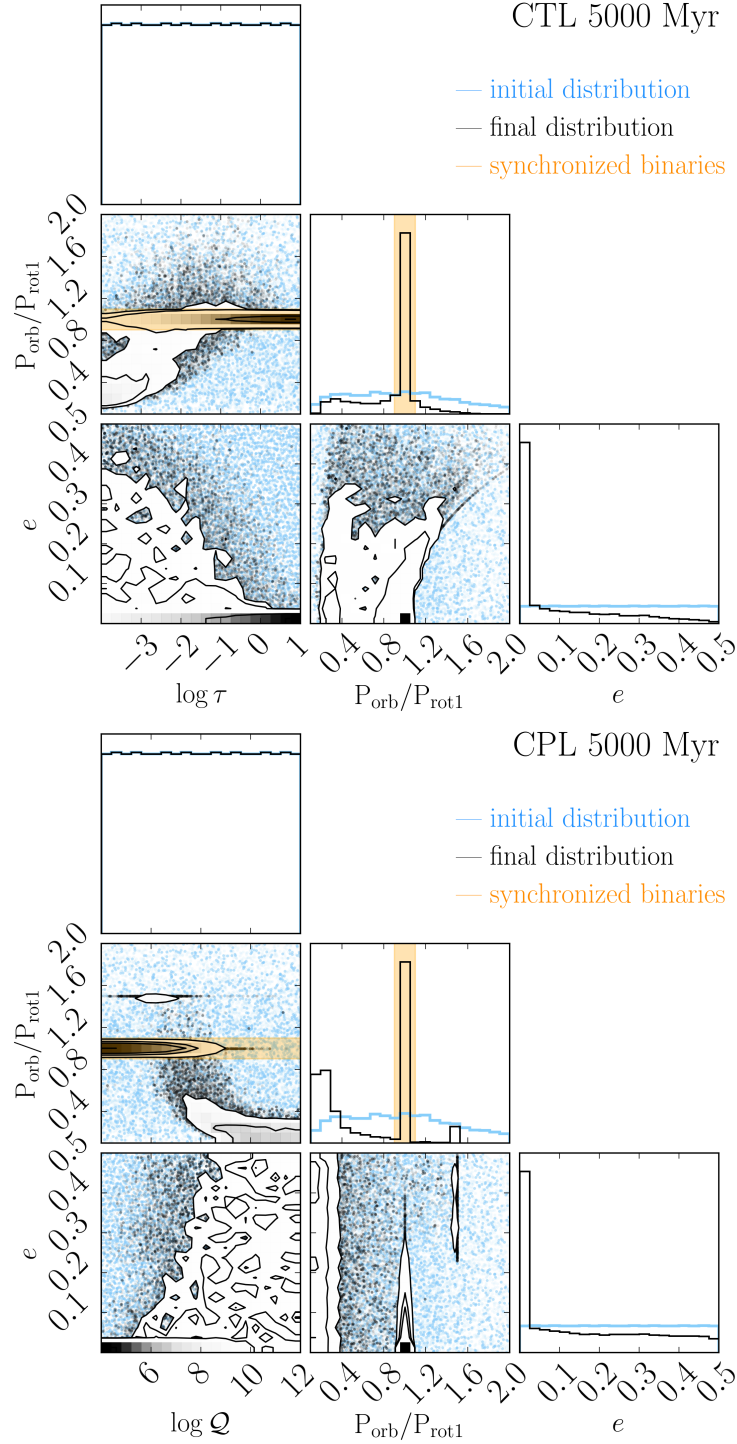 CTL 5000 Myr
initial distribution
final distribution
synchronized binaries
2.0
1.6
1.2
0.8
0.4
P_orb/P_rot1
0.5
0.4
0.3
0.2
0.1
e
−3 −2 −1 0 1
log τ
0.4 0.8 1.2 1.6 2.0
P_orb/P_rot1
0.1 0.2 0.3 0.4 0.5
e
CPL 5000 Myr
initial distribution
final distribution
synchronized binaries
2.0
1.6
1.2
0.8
0.4
P_orb/P_rot1
0.5
0.4
0.3
0.2
0.1
e
6 8 10 12
log 𝒬
0.4 0.8 1.2 1.6 2.0
P_orb/P_rot1
0.1 0.2 0.3 0.4 0.5
e